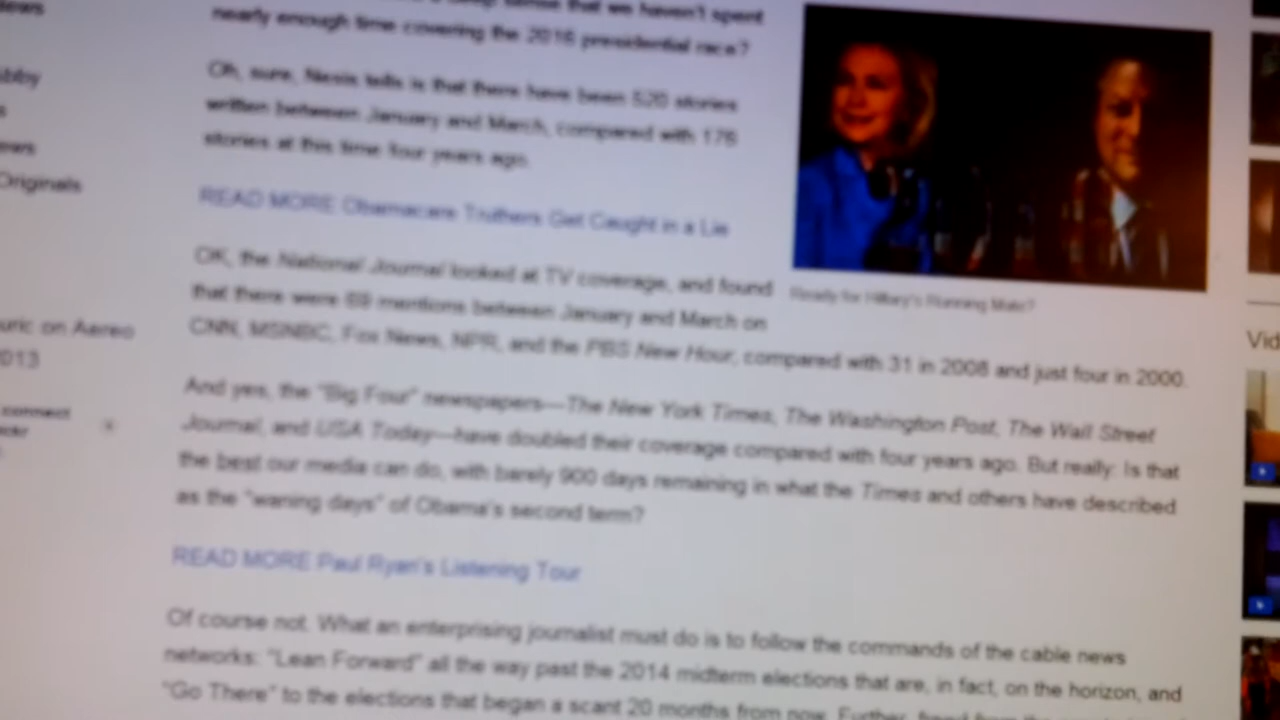 News
nearly enough time covering the 2016 presidential race?
Oh, sure, Nexis tells is that there have been 520 stories
written between January and March, compared with 176
stories at this time four years ago.
READ MORE Obamacare Truthers Get Caught in a Lie
OK, the National Journal looked at TV coverage, and found
that there were 69 mentions between January and March on
CNN, MSNBC, Fox News, NPR, and the PBS New Hour, compared with 31 in 2008 and just four in 2000.
And yes, the "Big Four" newspapers—The New York Times, The Washington Post, The Wall Street
Journal, and USA Today—have doubled their coverage compared with four years ago. But really: Is that
the best our media can do, with barely 900 days remaining in what the Times and others have described
as the "waning days" of Obama's second term?
READ MORE Paul Ryan's Listening Tour
Of course not. What an enterprising journalist must do is to follow the commands of the cable news
networks: "Lean Forward" all the way past the 2014 midterm elections that are, in fact, on the horizon, and
"Go There" to the elections that began a scant 20 months from now. Further,
Ready for Hillary's Running Mate?
Originals
on Aereo
2013
connect
Vid